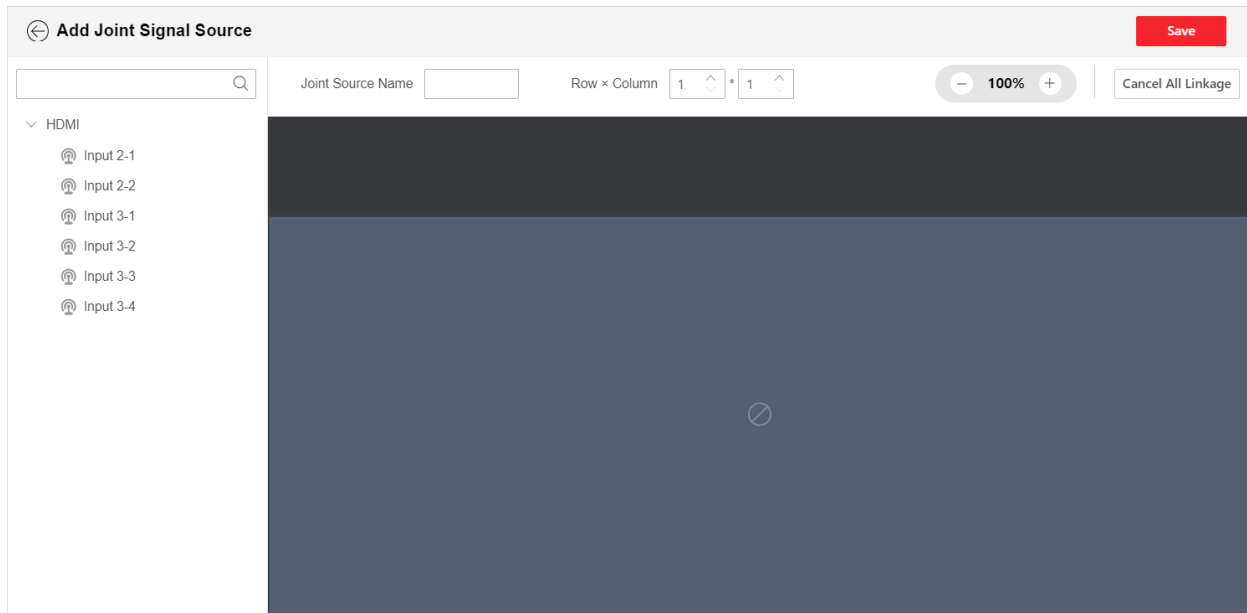 Add Joint Signal Source
Save
Joint Source Name
Row × Column 1 * 1
100%
Cancel All Linkage
HDMI
Input 2-1
Input 2-2
Input 3-1
Input 3-2
Input 3-3
Input 3-4